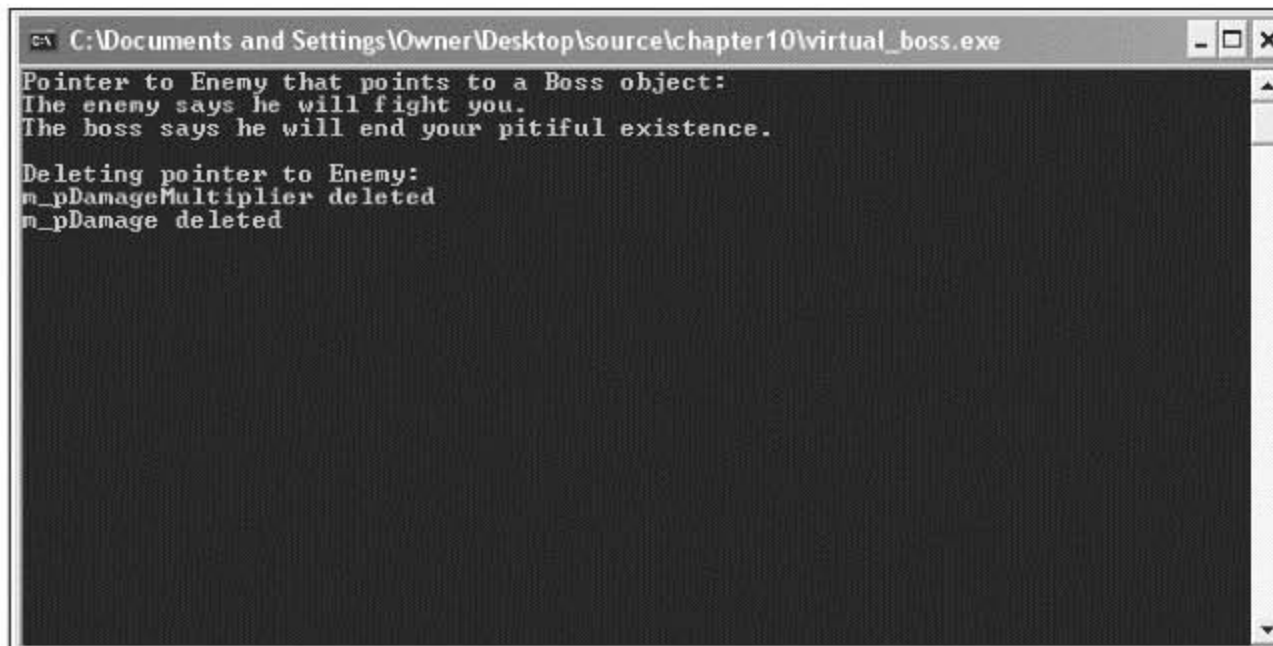 C:\Documents and Settings\Owner\Desktop\source\chapter10\virtual_boss.exe
Pointer to Enemy that points to a Boss object:
The enemy says he will fight you.
The boss says he will end your pitiful existence.
Deleting pointer to Enemy:
m_pDamageMultiplier deleted
m_pDamage deleted